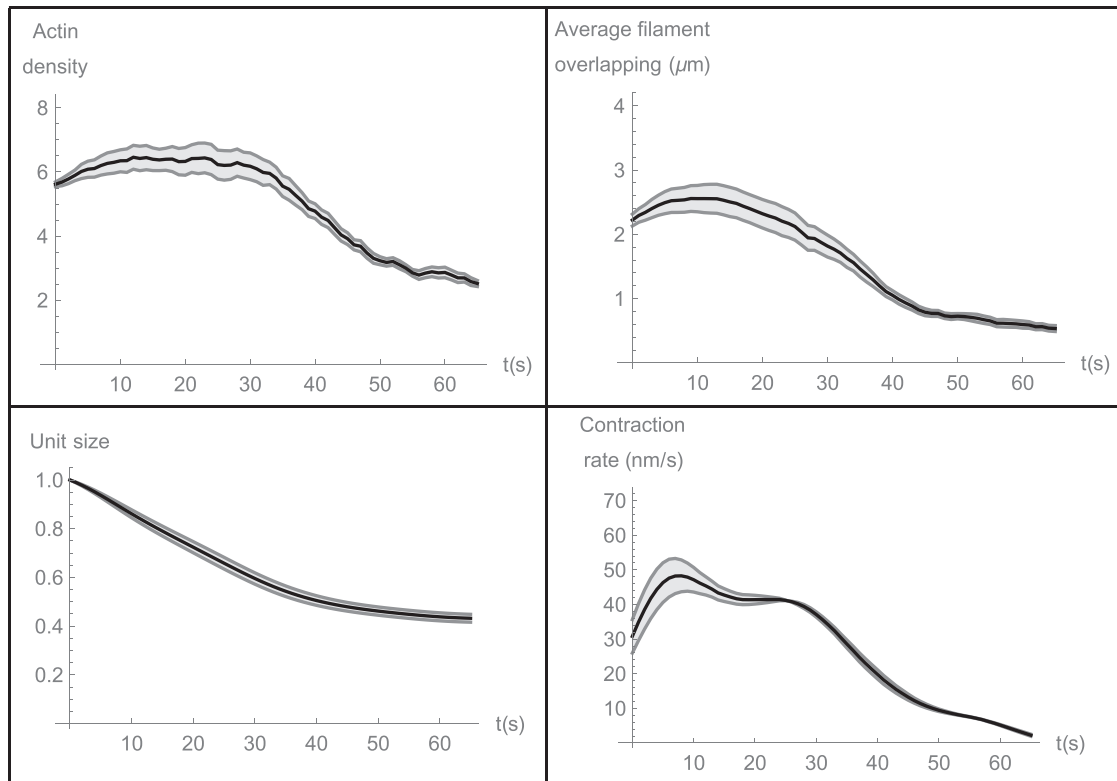 Actin
density
8
6
4
2
10 20 30 40 50 60 t(s)
Average filament
overlapping (μm)
4
3
2
1
10 20 30 40 50 60 t(s)
Unit size
1.0
0.8
0.6
0.4
0.2
10 20 30 40 50 60 t(s)
Contraction
rate (nm/s)
70
60
50
40
30
20
10
10 20 30 40 50 60 t(s)